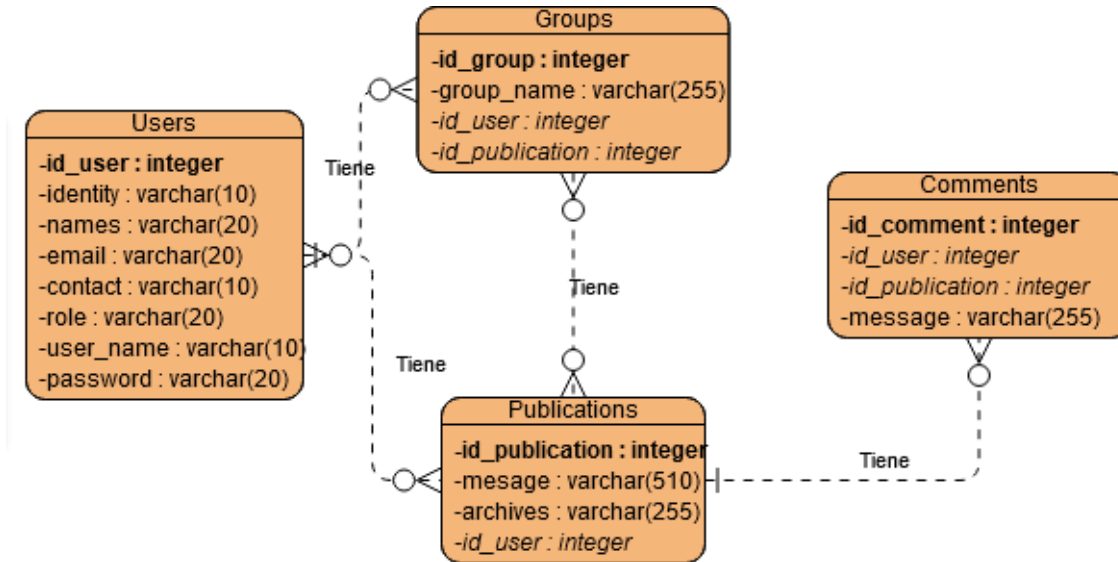 Groups
-id_group : integer
-group_name : varchar(255)
-id_user : integer
-id_publication : integer
Users
-id_user : integer
-identity : varchar(10)
-names : varchar(20)
-email : varchar(20)
-contact : varchar(10)
-role : varchar(20)
-user_name : varchar(10)
-password : varchar(20)
Tiene
Comments
-id_comment : integer
-id_user : integer
-id_publication : integer
-message : varchar(255)
Tiene
Tiene
Publications
-id_publication : integer
-mesage : varchar(510)
-archives : varchar(255)
-id_user : integer
Tiene